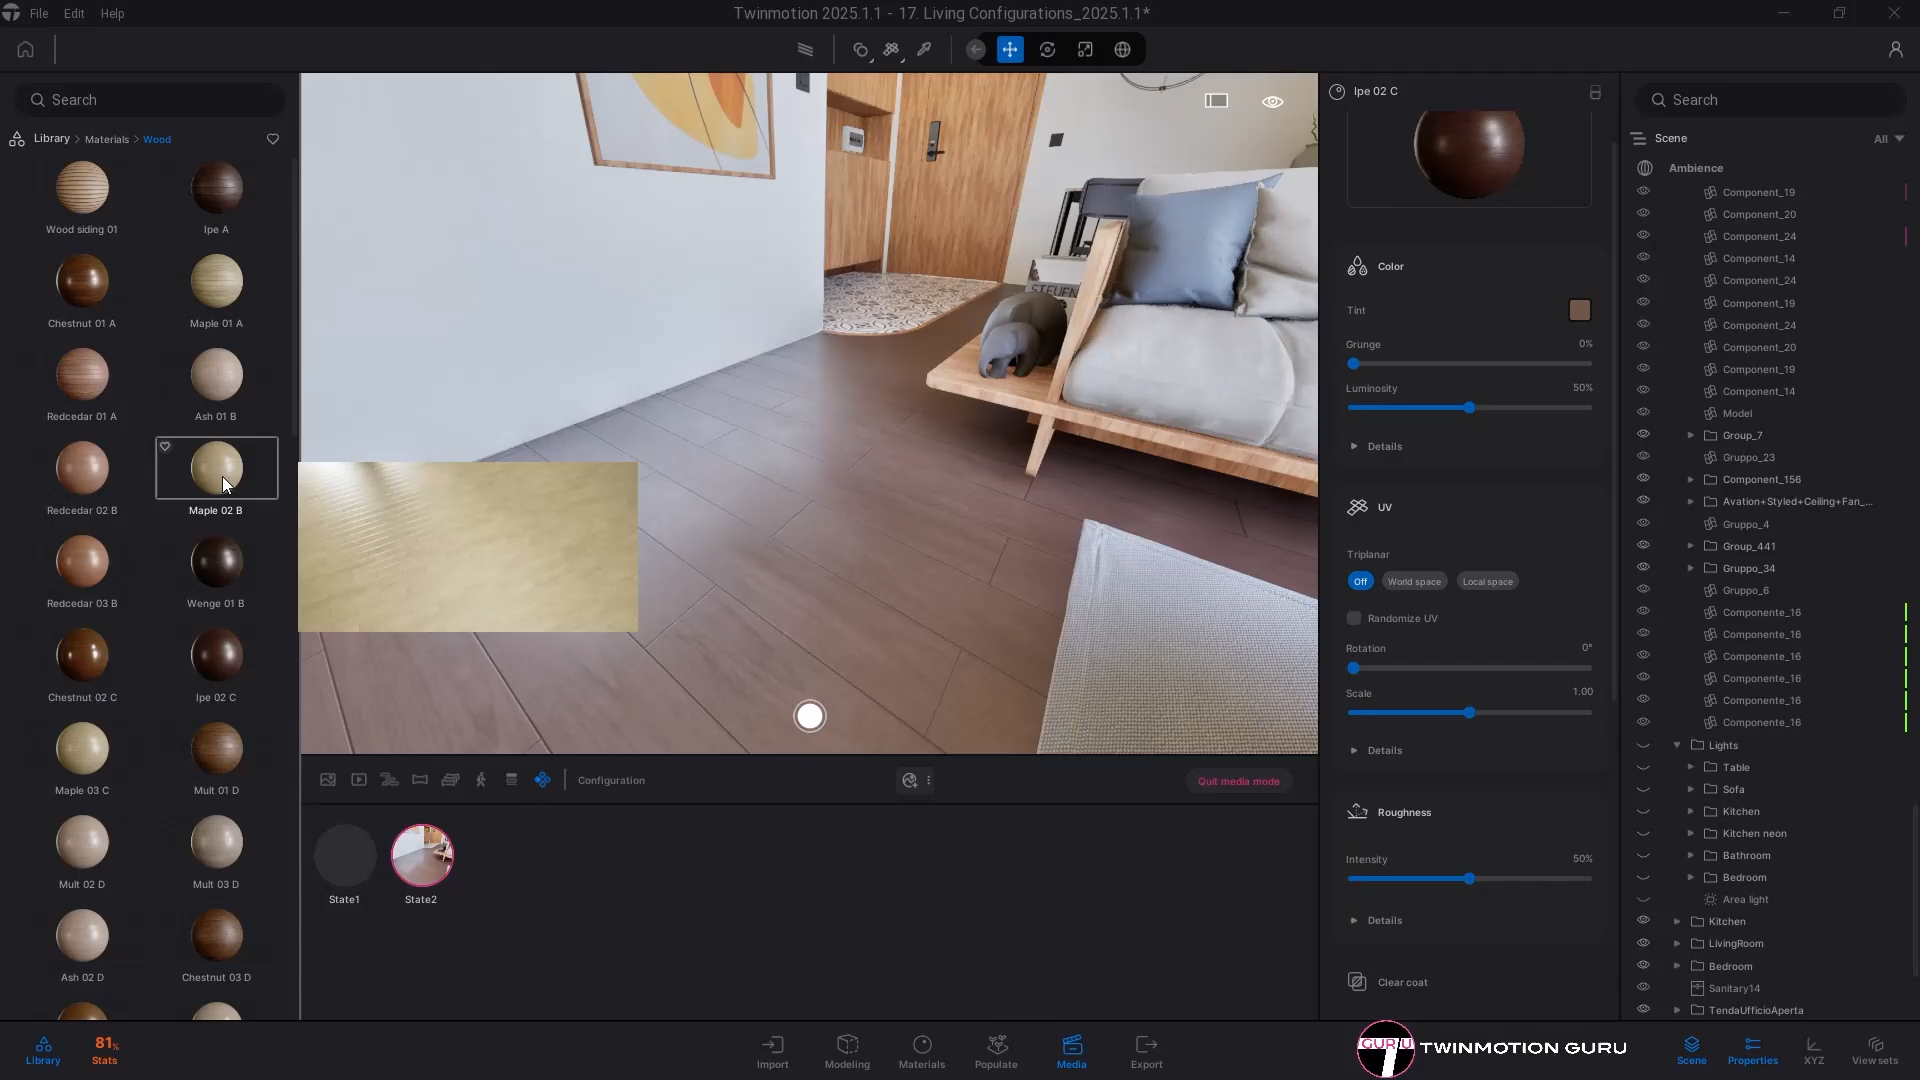 File Edit Help
Twinmotion 2025.1.1 - 17. Living Configurations_2025.1.1*
Search
Library > Materials > Wood
Wood siding 01
Ipe A
Chestnut 01 A
Maple 01 A
Redcedar 01 A
Ash 01 B
Redcedar 02 B
Maple 02 B
Redcedar 03 B
Wenge 01 B
Chestnut 02 C
Ipe 02 C
Maple 03 C
Mult 01 D
Mult 02 D
Mult 03 D
Ash 02 D
Chestnut 03 D
STEUEN
Configuration
Quit media mode
State1
State2
Ipe 02 C
Color
Tint
Grunge 0%
Luminosity 50%
Details
UV
Triplanar
Off World space Local space
Randomize UV
Rotation 0°
Scale 1.00
Details
Roughness
Intensity 50%
Details
Clear coat
Search
Scene All
Ambience
Component_19
Component_20
Component_24
Component_14
Component_24
Component_19
Component_24
Component_20
Component_19
Component_14
Model
Group_7
Gruppo_23
Component_156
Avation+Styled+Ceiling+Fan_...
Gruppo_4
Group_441
Gruppo_34
Gruppo_6
Componente_16
Componente_16
Componente_16
Componente_16
Componente_16
Componente_16
Lights
Table
Sofa
Kitchen
Kitchen neon
Bathroom
Bedroom
Area light
Kitchen
LivingRoom
Bedroom
Sanitary14
TendaUfficioAperta
Library
81%
Stats
Import
Modeling
Materials
Populate
Media
Export
GURU
TWINMOTION GURU
Scene
Properties
XYZ
View sets